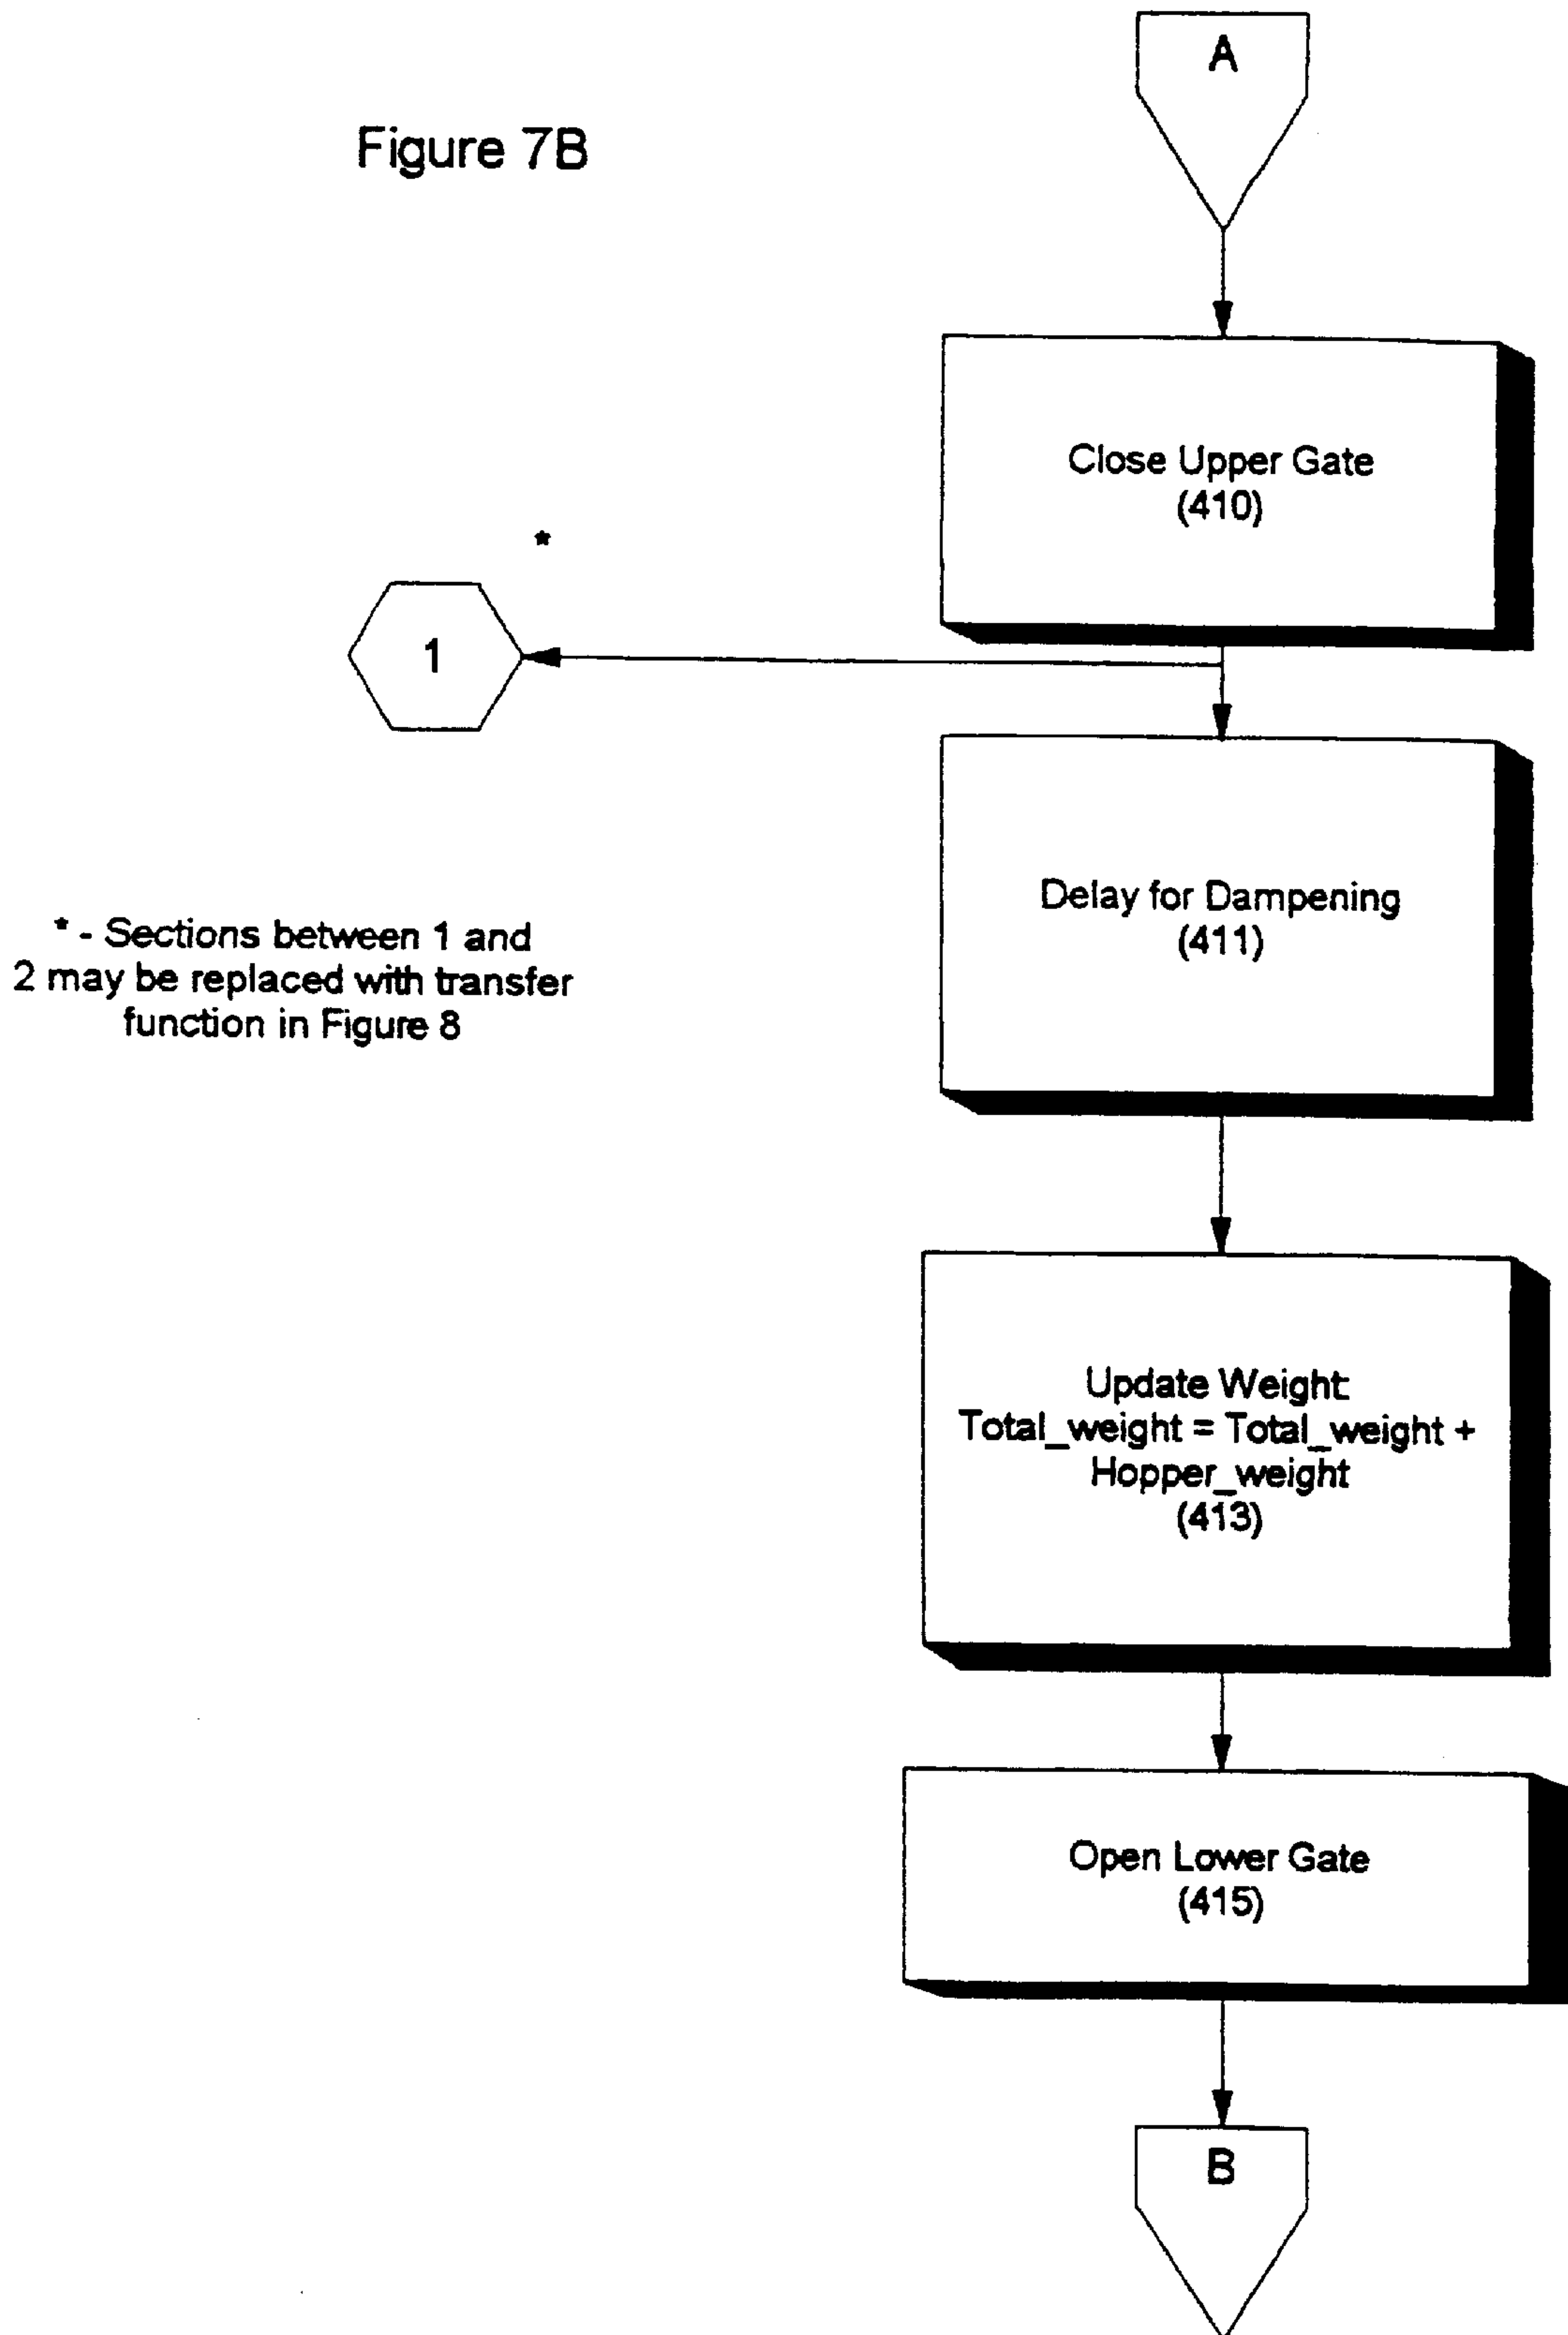 A
Figure 7B
Close Upper Gate
(410)
*
1
Delay for Dampening
(411)
* - Sections between 1 and
2 may be replaced with transfer
function in Figure 8
Update Weight:
Total_weight = Total_weight +
Hopper_weight
(413)
Open Lower Gate
(415)
B